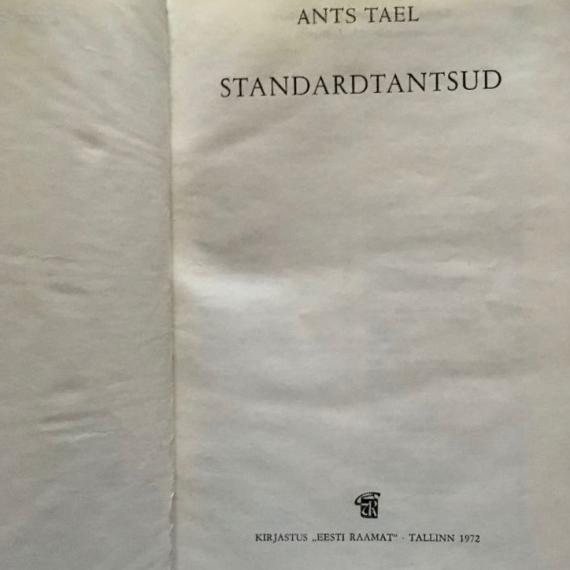 ANTS TAEL
STANDARDTANTSUD
KIRJASTUS „EESTI RAAMAT“ · TALLINN 1972